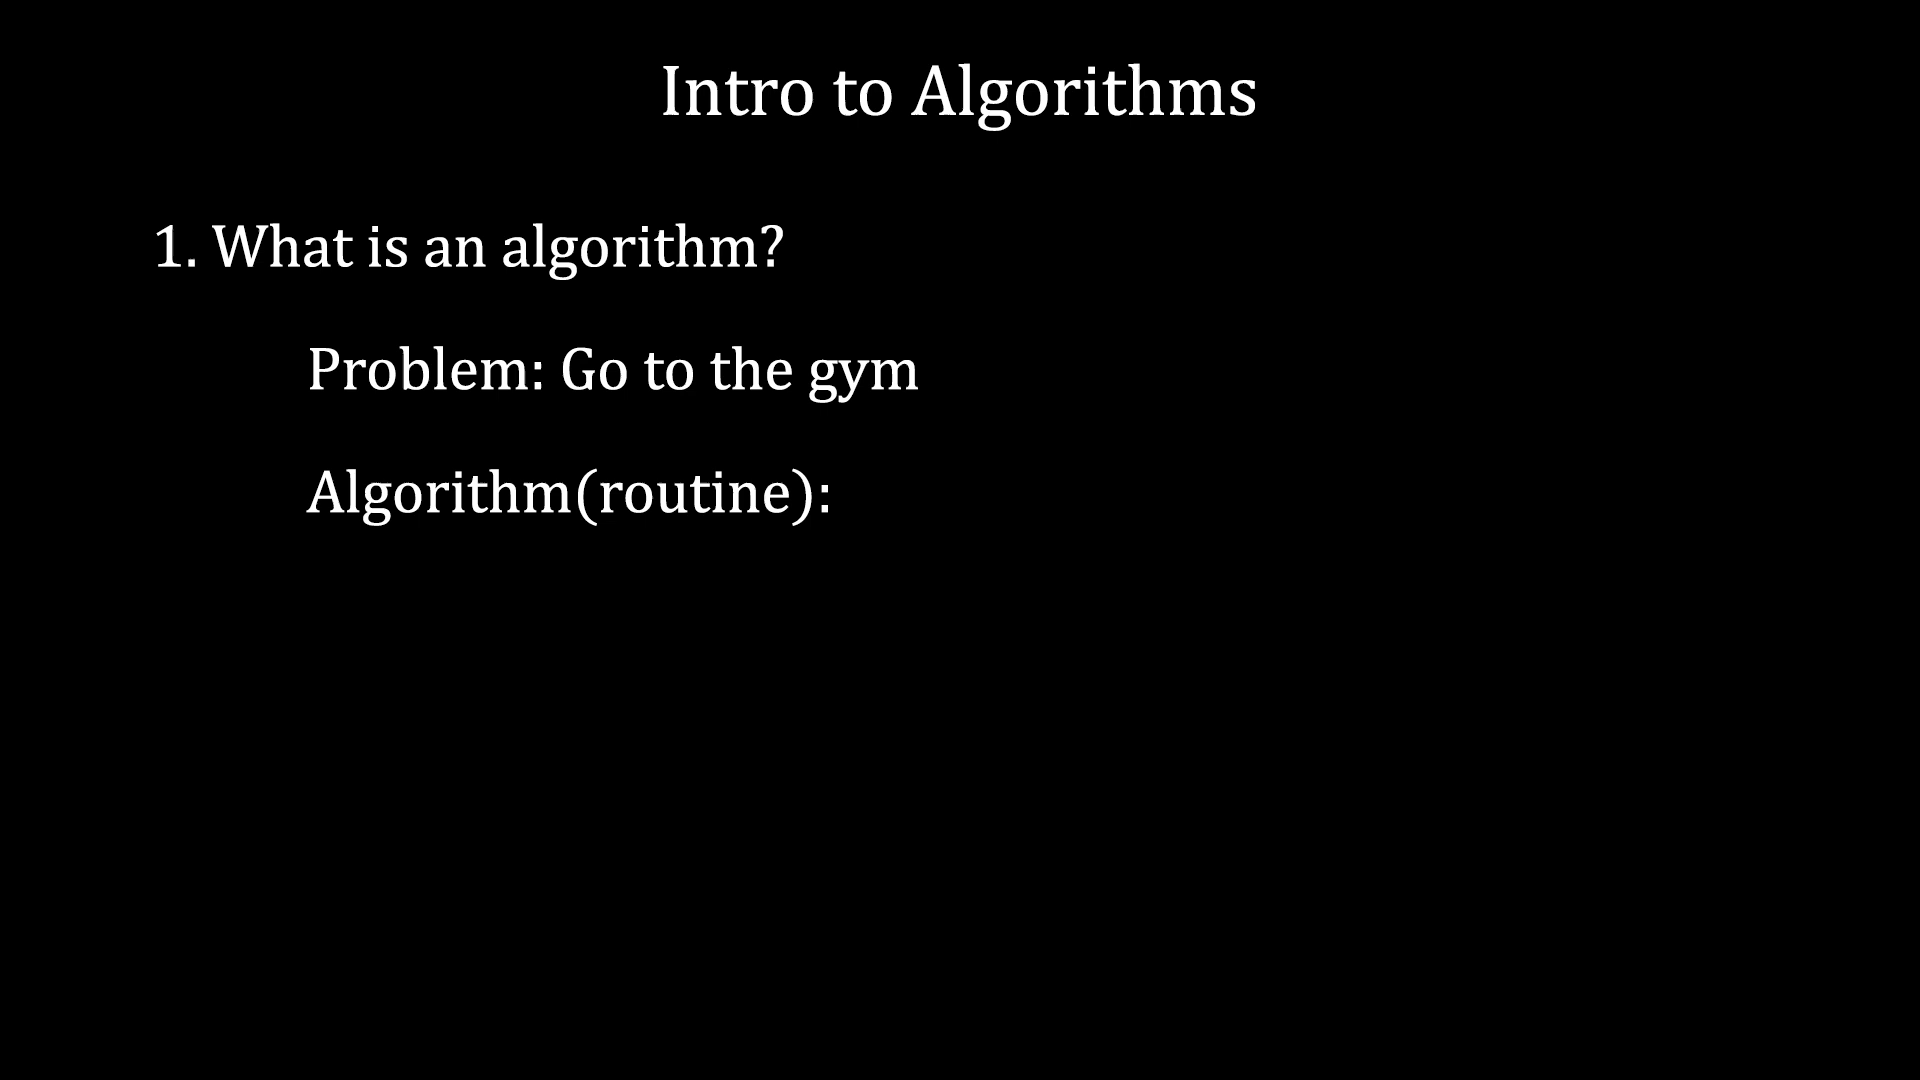 Intro to Algorithms
1. What is an algorithm?
Problem: Go to the gym
Algorithm(routine):